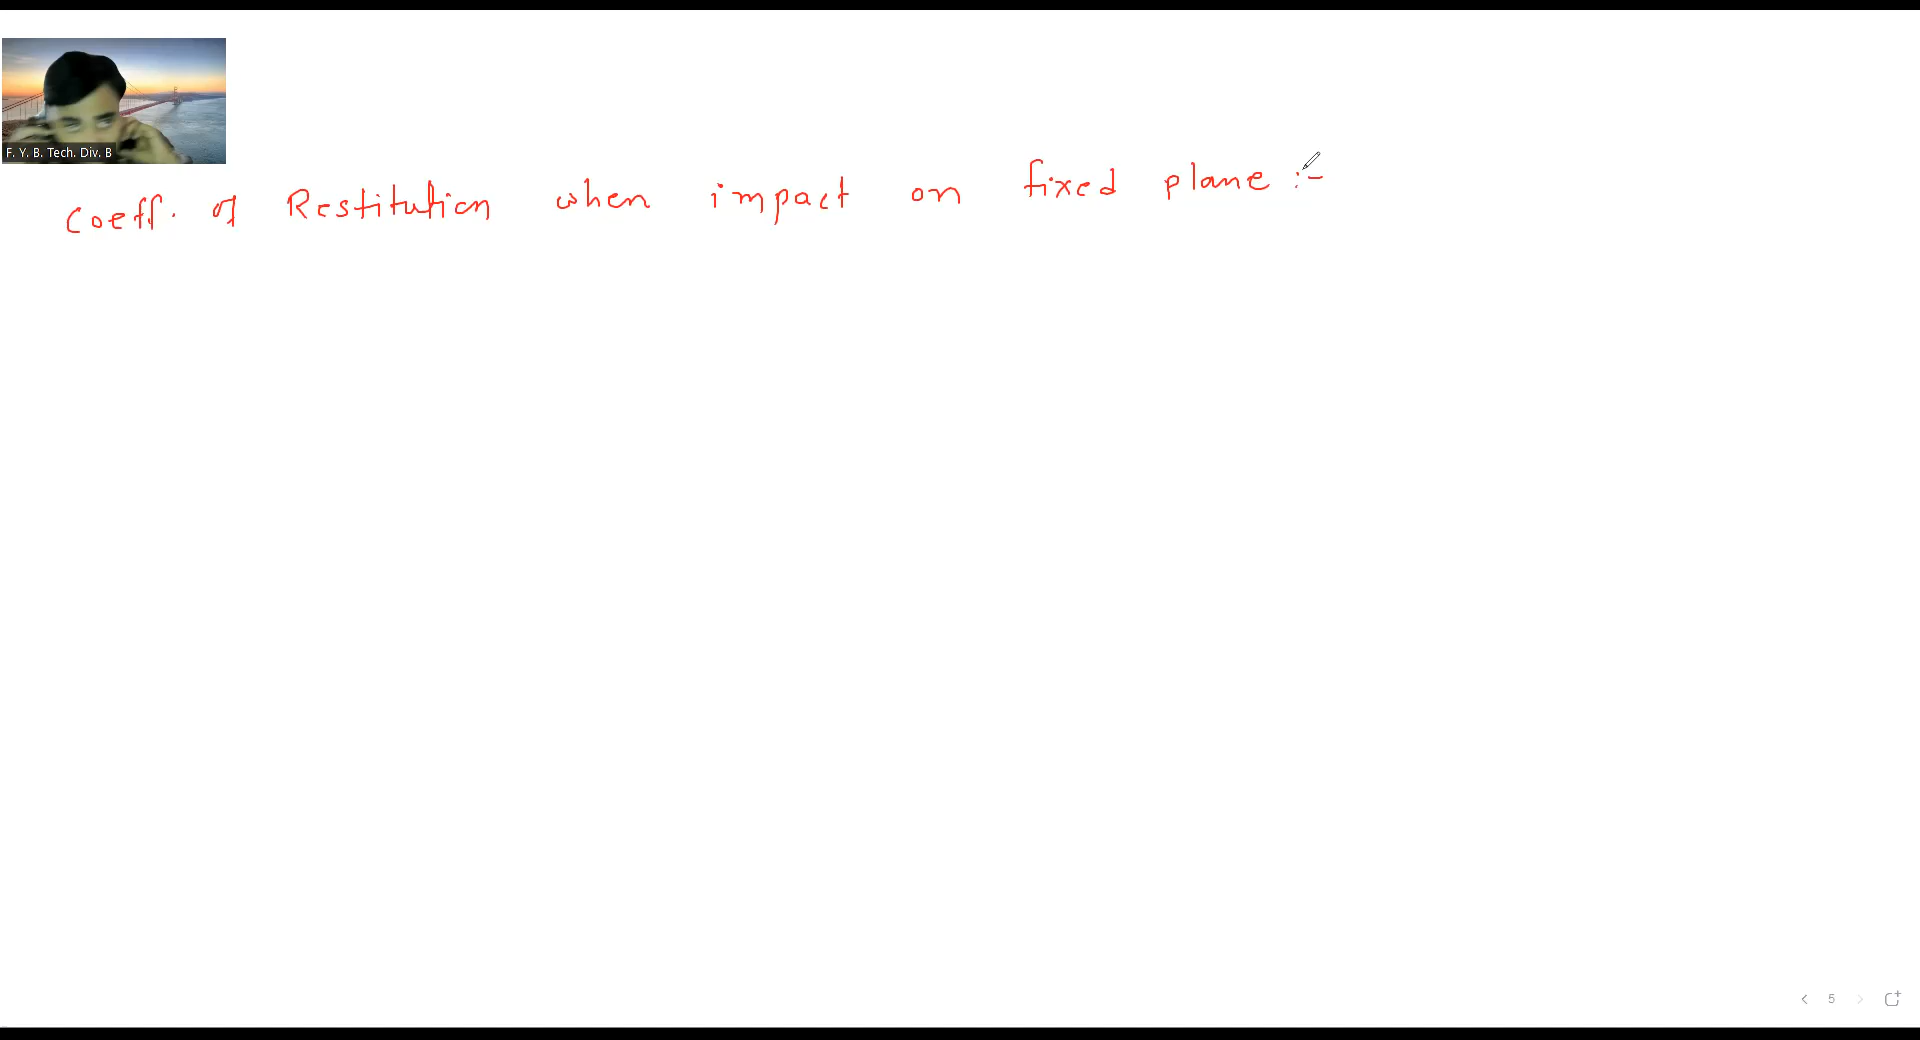 F. Y. B. Tech. Div. B
Coeff. of Restitution when impact on fixed plane :-
5